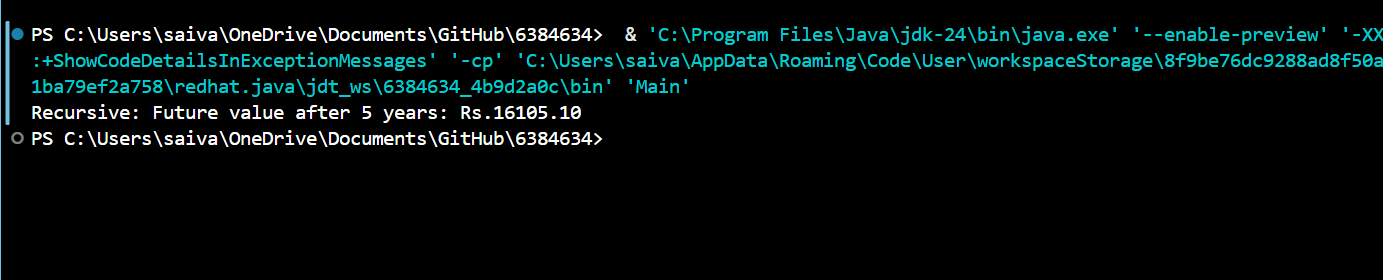 PS C:\Users\saiva\OneDrive\Documents\GitHub\6384634>  & 'C:\Program Files\Java\jdk-24\bin\java.exe' '--enable-preview' '-XX
:+ShowCodeDetailsInExceptionMessages' '-cp' 'C:\Users\saiva\AppData\Roaming\Code\User\workspaceStorage\8f9be76dc9288ad8f50a
1ba79ef2a758\redhat.java\jdt_ws\6384634_4b9d2a0c\bin' 'Main'
Recursive: Future value after 5 years: Rs.16105.10
PS C:\Users\saiva\OneDrive\Documents\GitHub\6384634>